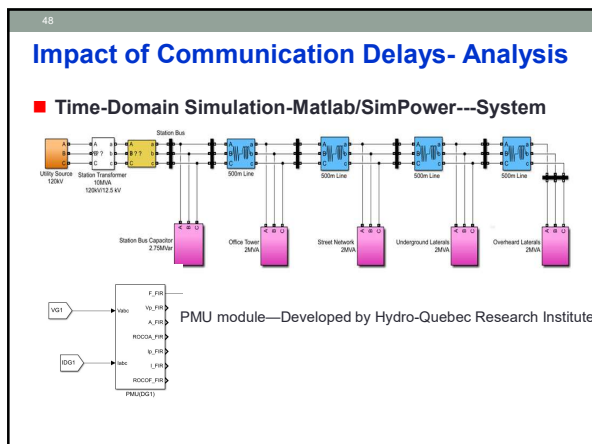 48
Impact of Communication Delays- Analysis
Time-Domain Simulation-Matlab/SimPower---System
Station Bus
A A a A a A A A A A A A A
B B ? ? b B ? ? b B B B B B B B B
C C c C c C C C C C C C C
Utility Source
120kV
Station Transformer
10MVA
120kV/12.5 kV
500m Line
500m Line
500m Line
500m Line
A B C
A B C
A B C
A B C
A B C
Station Bus Capacitor
2.75MVar
Office Tower
2MVA
Street Network
2MVA
Underground Laterals
2MVA
Overheard Laterals
2MVA
F_FIR
VG1
Vabc
Vp_FIR
A_FIR
ROCOA_FIR
Ip_FIR
IDG1
Iabc
I_FIR
ROCOF_FIR
PMU(DG1)
PMU module—Developed by Hydro-Quebec Research Institute